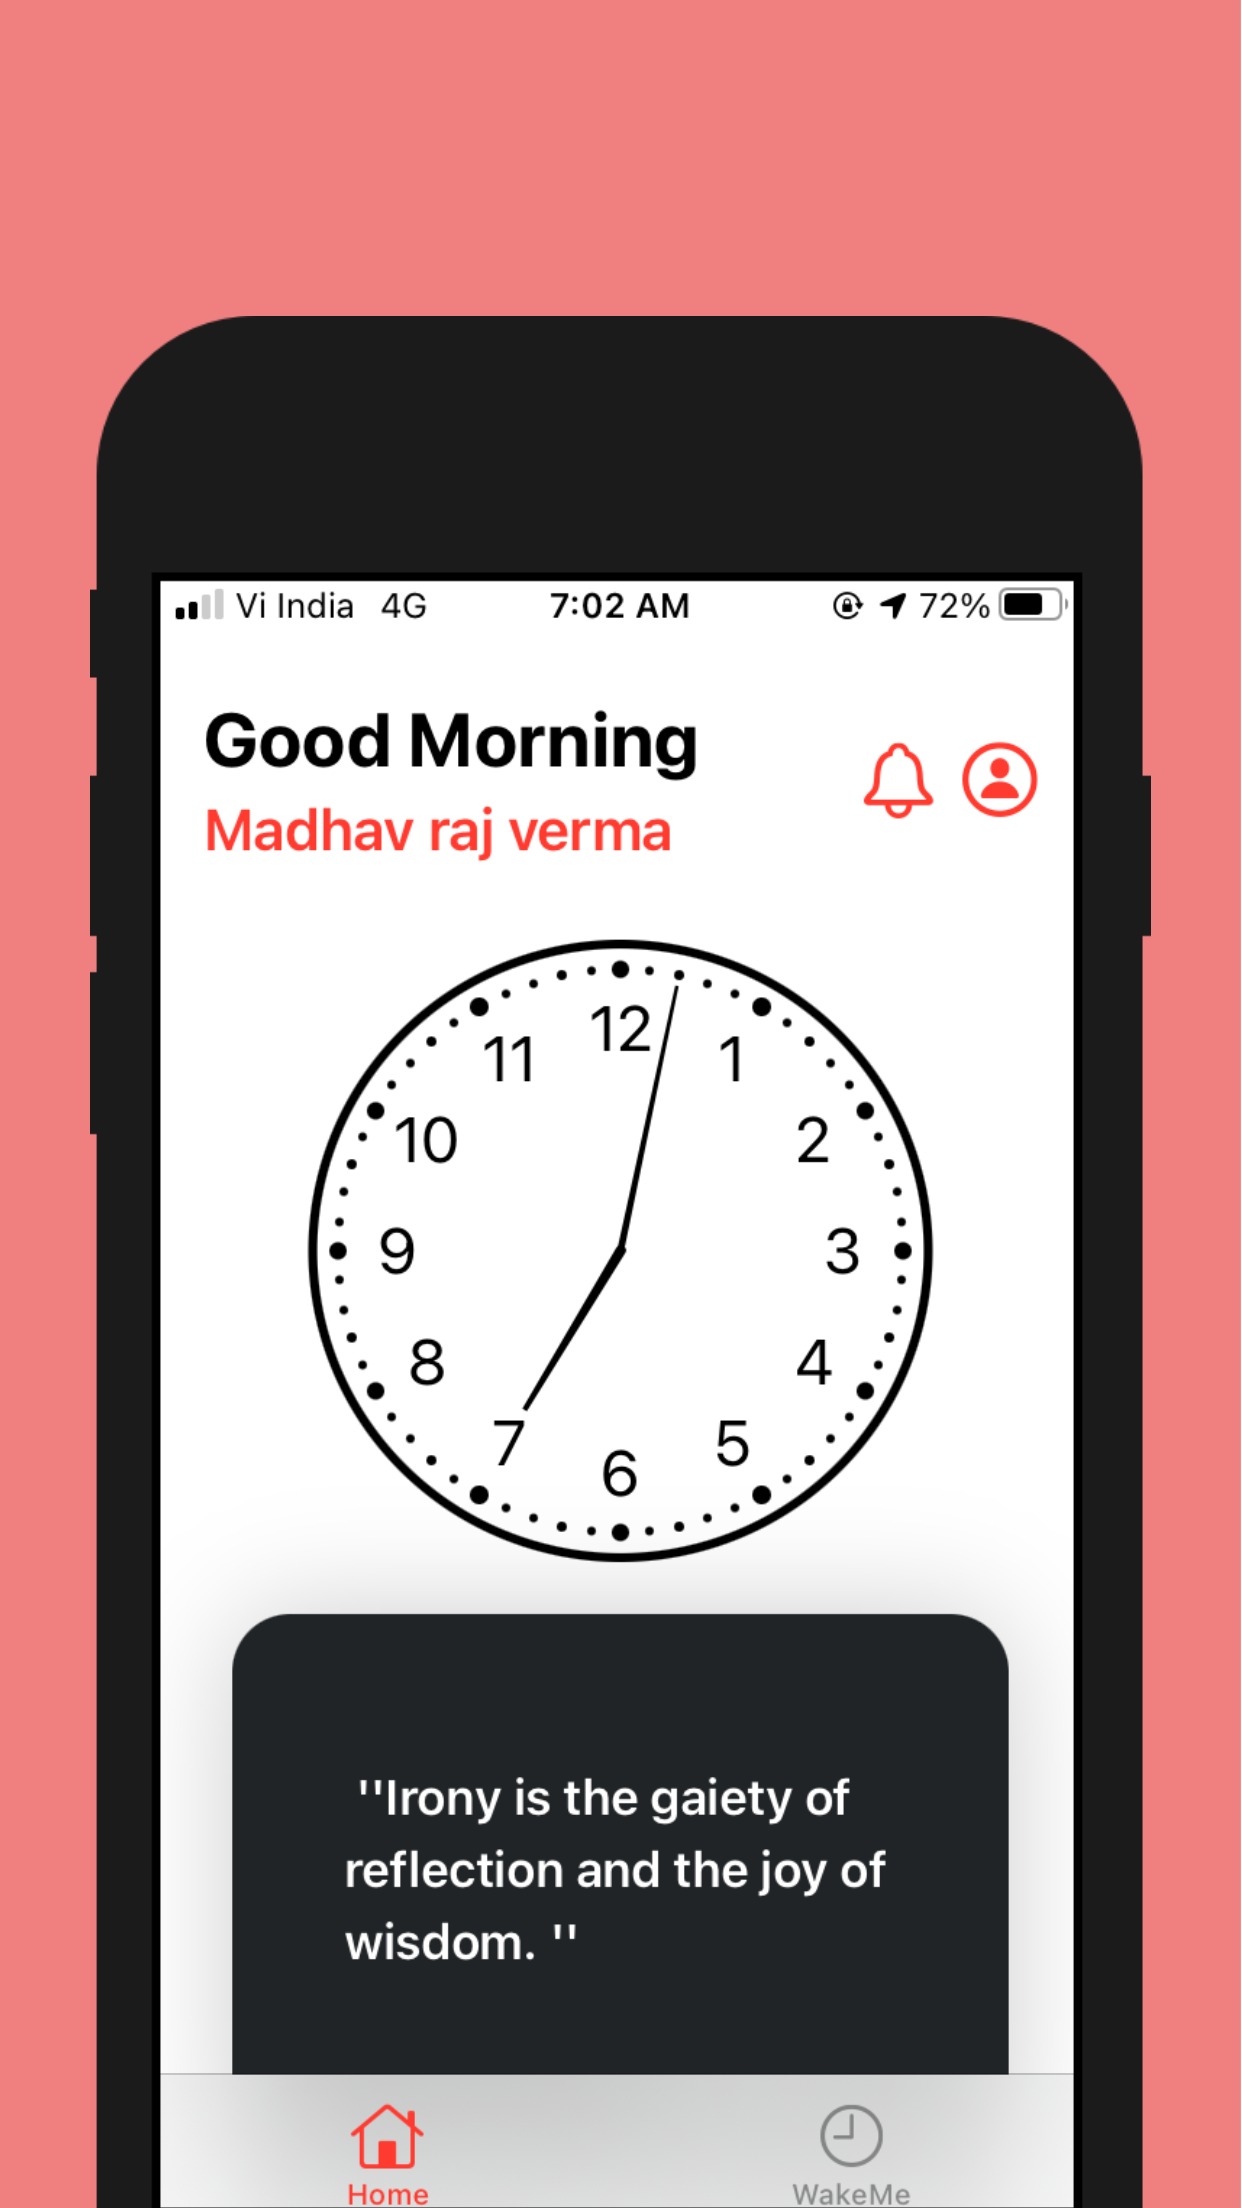 Vi India 4G 7:02 AM 72%
Good Morning
Madhav raj verma
12
11 1
10 2
9 3
8 4
7 5
6
''Irony is the gaiety of
reflection and the joy of
wisdom. ''
Home WakeMe